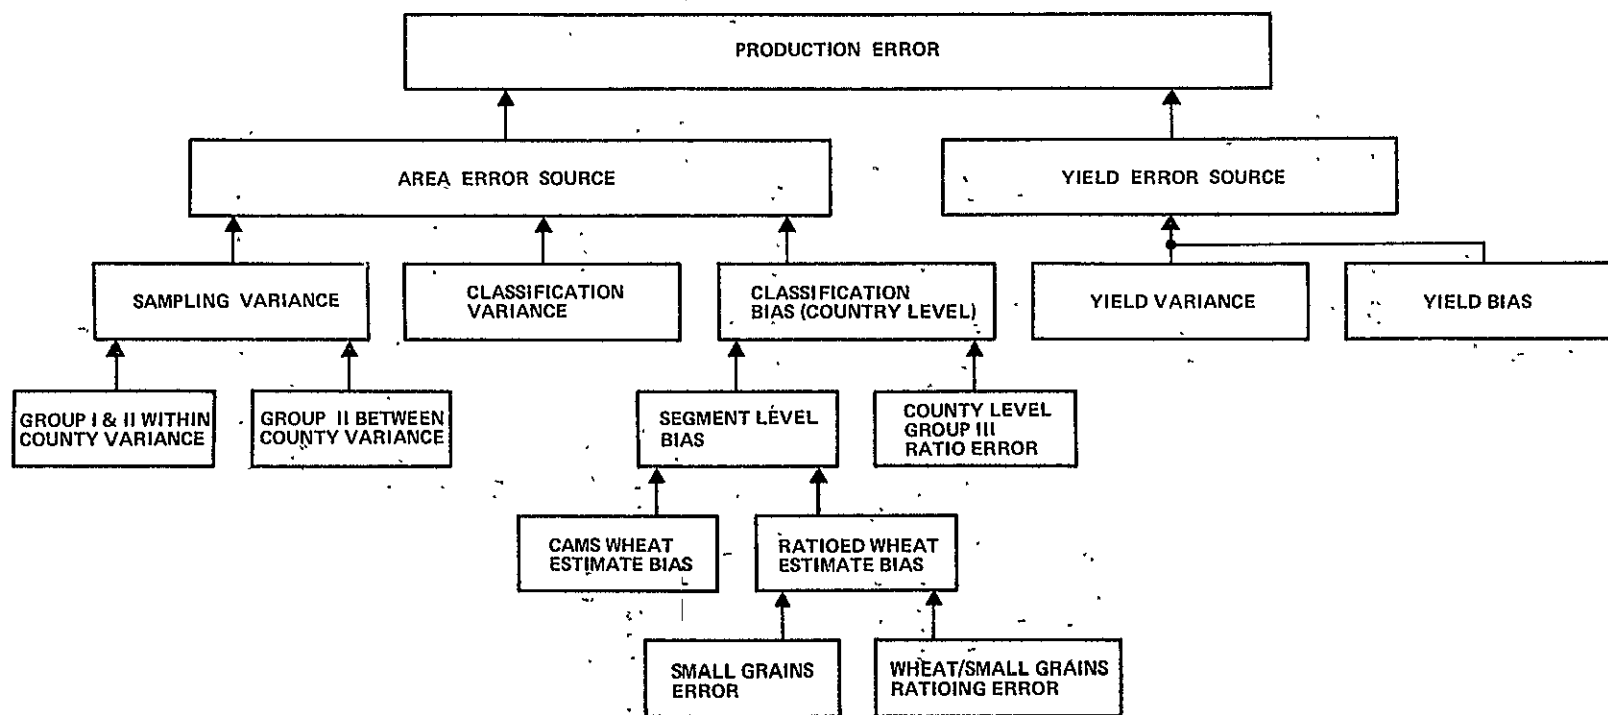 PRODUCTION ERROR
AREA ERROR SOURCE
YIELD ERROR SOURCE
SAMPLING VARIANCE
CLASSIFICATION
VARIANCE
CLASSIFICATION
BIAS (COUNTRY LEVEL)
YIELD VARIANCE
YIELD BIAS
GROUP I & II WITHIN
COUNTY VARIANCE
GROUP II BETWEEN
COUNTY VARIANCE
SEGMENT LEVEL
BIAS
COUNTY LEVEL
GROUP III
RATIO ERROR
CAMS WHEAT
ESTIMATE BIAS
RATIOED WHEAT
ESTIMATE BIAS
SMALL GRAINS
ERROR
WHEAT/SMALL GRAINS
RATIOING ERROR